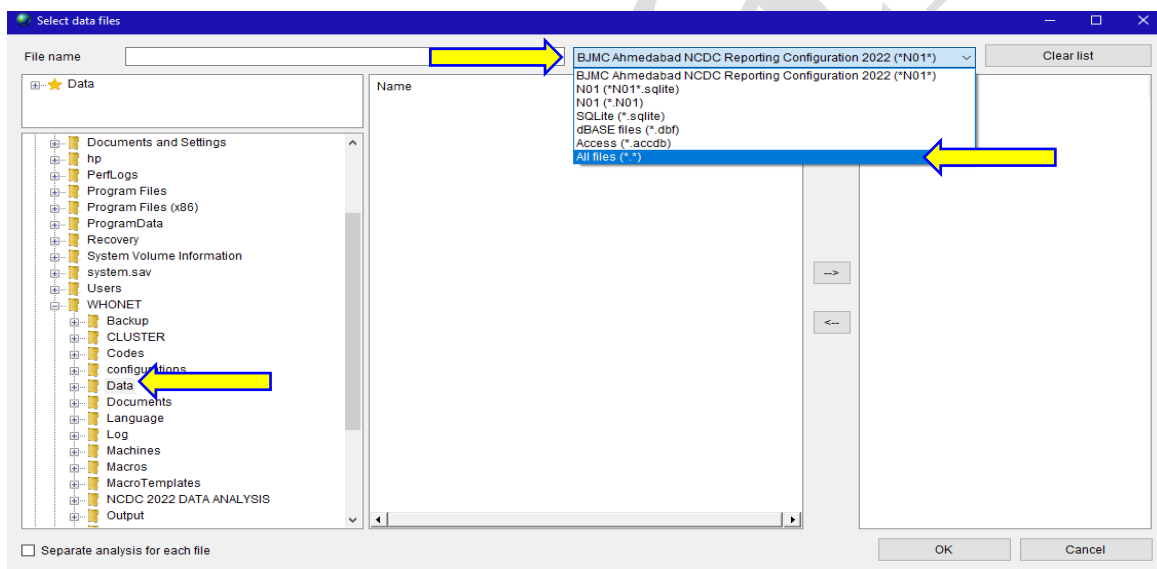 Select data files
File name
BJMC Ahmedabad NCDC Reporting Configuration 2022 (*N01*)
Clear list
BJMC Ahmedabad NCDC Reporting Configuration 2022 (*N01*)
N01 (*N01*.sqlite)
N01 (*.N01)
SQLite (*.sqlite)
dBASE files (*.dbf)
Access (*.accdb)
All files (*.*)
Data
Name
Documents and Settings
hp
PerfLogs
Program Files
Program Files (x86)
ProgramData
Recovery
System Volume Information
system.sav
Users
WHONET
Backup
CLUSTER
Codes
configurations
Data
Documents
Language
Log
Machines
Macros
MacroTemplates
NCDC 2022 DATA ANALYSIS
Output
-->
<--
Separate analysis for each file
OK
Cancel